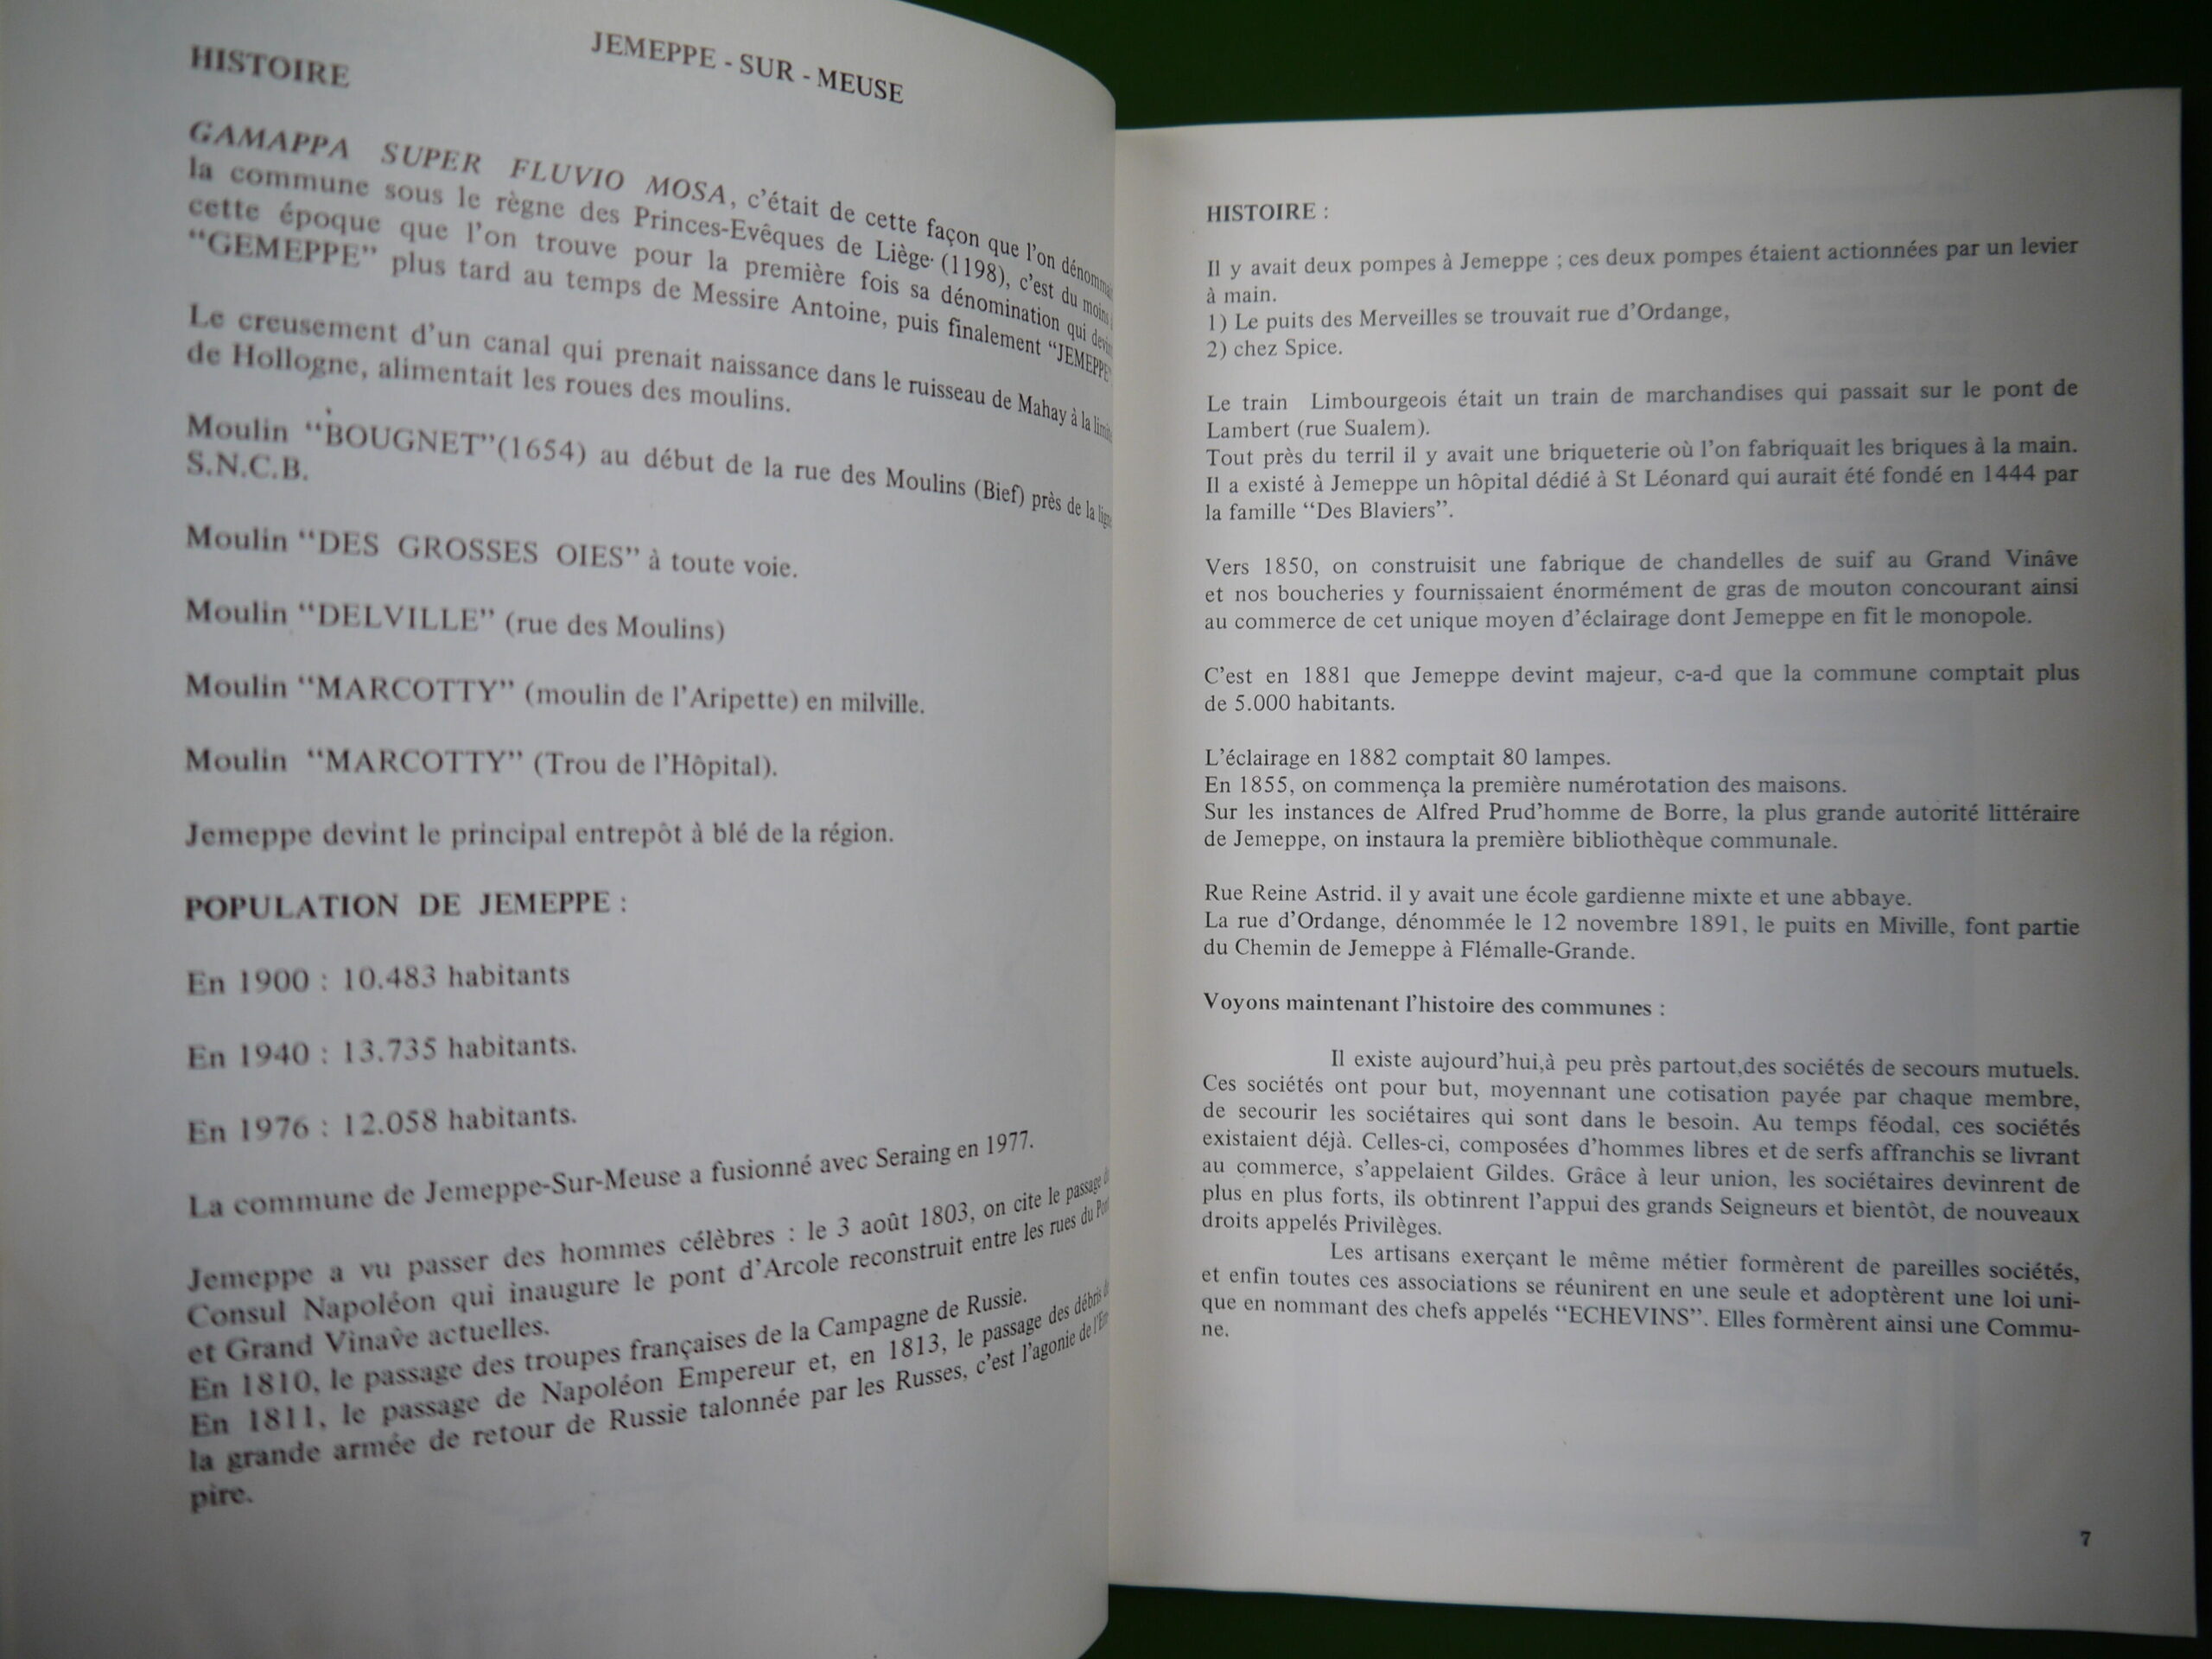 JEMEPPE - SUR - MEUSE
HISTOIRE
GAMAPPA SUPER FLUVIO MOSA, c'était de cette façon que l'on
la commune sous le règne des Princes-Evêques de Liège (1198), c'est du moins
cette époque que l'on trouve pour la première fois sa dénomination qui
"GEMEPPE" plus tard au temps de Messire Antoine, puis finalement "JEMEPPE"
Le creusement d'un canal qui prenait naissance dans le ruisseau de Mahay à la
de Hollogne, alimentait les roues des moulins.
Moulin "BOUGNET"(1654) au début de la rue des Moulins (Bief) près de la
S.N.C.B.
Moulin "DES GROSSES OIES" à toute voie.
Moulin "DELVILLE" (rue des Moulins)
Moulin "MARCOTTY" (moulin de l'Aripette) en milville.
Moulin "MARCOTTY" (Trou de l'Hôpital).
Jemeppe devint le principal entrepôt à blé de la région.
POPULATION DE JEMEPPE :
En 1900 : 10.483 habitants
En 1940 : 13.735 habitants.
En 1976 : 12.058 habitants.
La commune de Jemeppe-Sur-Meuse a fusionné avec Seraing en 1977.
Jemeppe a vu passer des hommes célèbres : le 3 août 1803, on cite le passage
Consul Napoléon qui inaugure le pont d'Arcole reconstruit entre les rues du
et Grand Vinave actuelles.
En 1810, le passage des troupes françaises de la Campagne de Russie.
En 1811, le passage de Napoléon Empereur et, en 1813, le passage des débris
la grande armée de retour de Russie talonnée par les Russes, c'est l'agonie de
pire.
HISTOIRE :
Il y avait deux pompes à Jemeppe ; ces deux pompes étaient actionnées par un levier
à main.
1) Le puits des Merveilles se trouvait rue d'Ordange,
2) chez Spice.
Le train Limbourgeois était un train de marchandises qui passait sur le pont de
Lambert (rue Sualem).
Tout près du terril il y avait une briqueterie où l'on fabriquait les briques à la main.
Il a existé à Jemeppe un hôpital dédié à St Léonard qui aurait été fondé en 1444 par
la famille "Des Blaviers".
Vers 1850, on construisit une fabrique de chandelles de suif au Grand Vinâve
et nos boucheries y fournissaient énormément de gras de mouton concourant ainsi
au commerce de cet unique moyen d'éclairage dont Jemeppe en fit le monopole.
C'est en 1881 que Jemeppe devint majeur, c-a-d que la commune comptait plus
de 5.000 habitants.
L'éclairage en 1882 comptait 80 lampes.
En 1855, on commença la première numérotation des maisons.
Sur les instances de Alfred Prud'homme de Borre, la plus grande autorité littéraire
de Jemeppe, on instaura la première bibliothèque communale.
Rue Reine Astrid. il y avait une école gardienne mixte et une abbaye.
La rue d'Ordange, dénommée le 12 novembre 1891, le puits en Miville, font partie
du Chemin de Jemeppe à Flémalle-Grande.
Voyons maintenant l'histoire des communes :
Il existe aujourd'hui,à peu près partout,des sociétés de secours mutuels.
Ces sociétés ont pour but, moyennant une cotisation payée par chaque membre,
de secourir les sociétaires qui sont dans le besoin. Au temps féodal, ces sociétés
existaient déjà. Celles-ci, composées d'hommes libres et de serfs affranchis se livrant
au commerce, s'appelaient Gildes. Grâce à leur union, les sociétaires devinrent de
plus en plus forts, ils obtinrent l'appui des grands Seigneurs et bientôt, de nouveaux
droits appelés Privilèges.
Les artisans exerçant le même métier formèrent de pareilles sociétés,
et enfin toutes ces associations se réunirent en une seule et adoptèrent une loi uni-
que en nommant des chefs appelés "ECHEVINS". Elles formèrent ainsi une Commu-
ne.
7